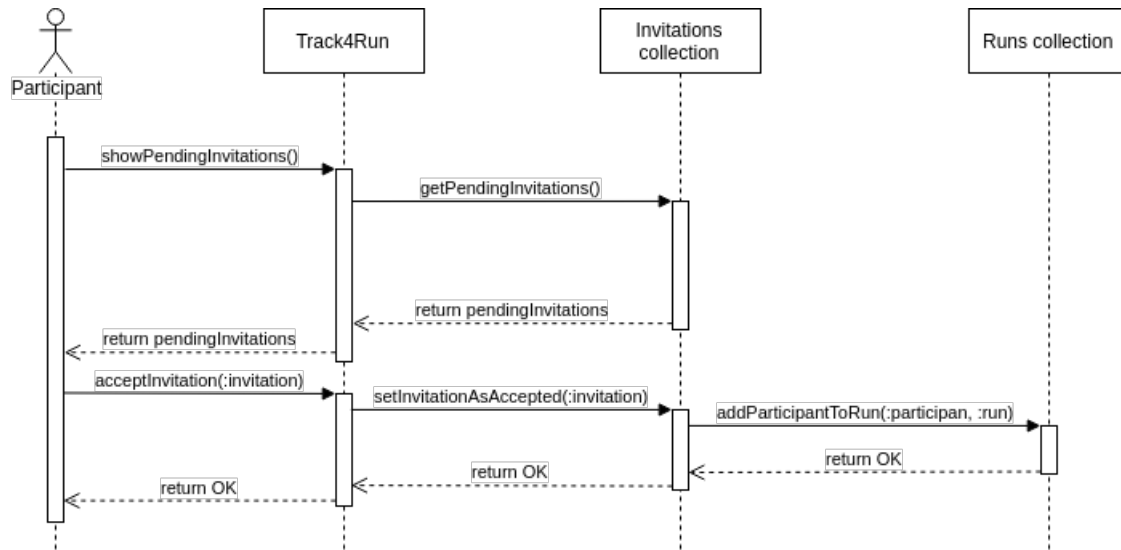 Track4Run
Invitations
collection
Runs collection
Participant
showPendingInvitations()
getPendingInvitations()
return pendingInvitations
return pendingInvitations
acceptInvitation(:invitation)
setInvitationAsAccepted(:invitation)
addParticipantToRun(:participan, :run)
return OK
return OK
return OK